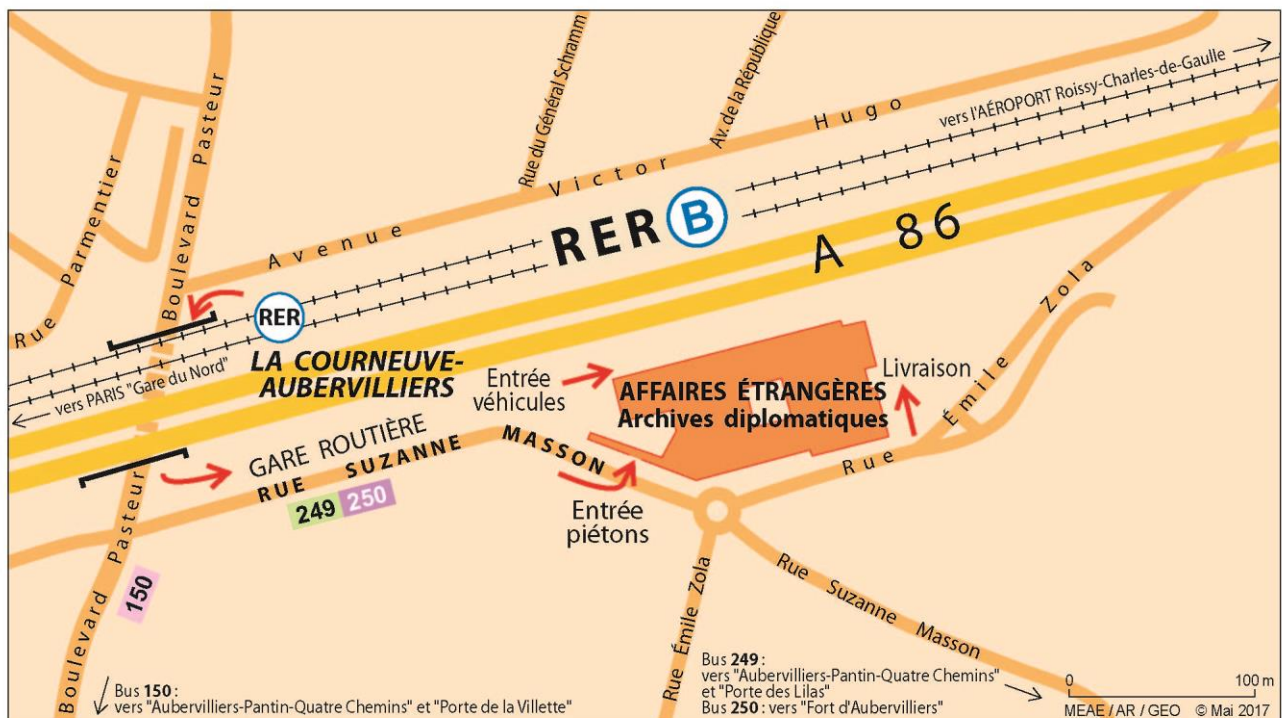 Rue Parmentier
Boulevard Pasteur
Rue du Général Schramm
Av. de la République
Avenue Victor Hugo
vers l'AÉROPORT Roissy-Charles-de-Gaulle
RER B
A 86
RER
LA COURNEUVE-
AUBERVILLIERS
vers PARIS "Gare du Nord"
Entrée
véhicules
AFFAIRES ÉTRANGÈRES
Archives diplomatiques
Livraison
Rue Émile Zola
GARE ROUTIÈRE
RUE SUZANNE MASSON
249 250
Entrée
piétons
Boulevard Pasteur
150
Rue Émile Zola
Rue Suzanne Masson
Bus 150 :
vers "Aubervilliers-Pantin-Quatre Chemins" et "Porte de la Villette"
Bus 249 :
vers "Aubervilliers-Pantin-Quatre Chemins"
et "Porte des Lilas"
Bus 250 : vers "Fort d'Aubervilliers"
0 100 m
MEAE / AR / GEO © Mai 2017